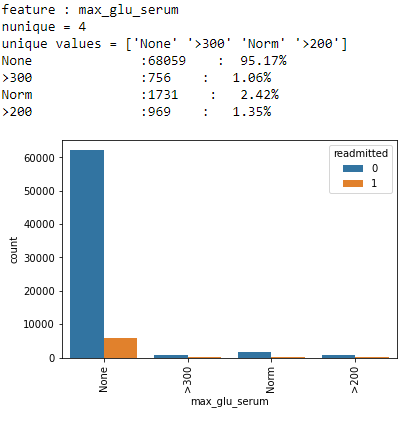 feature : max_glu_serum
nunique = 4
unique values = ['None' '>300' 'Norm' '>200']
None :68059 : 95.17%
>300 :756 : 1.06%
Norm :1731 : 2.42%
>200 :969 : 1.35%
readmitted
0
1
60000
50000
40000
30000
20000
10000
0
count
None
>300
Norm
>200
max_glu_serum